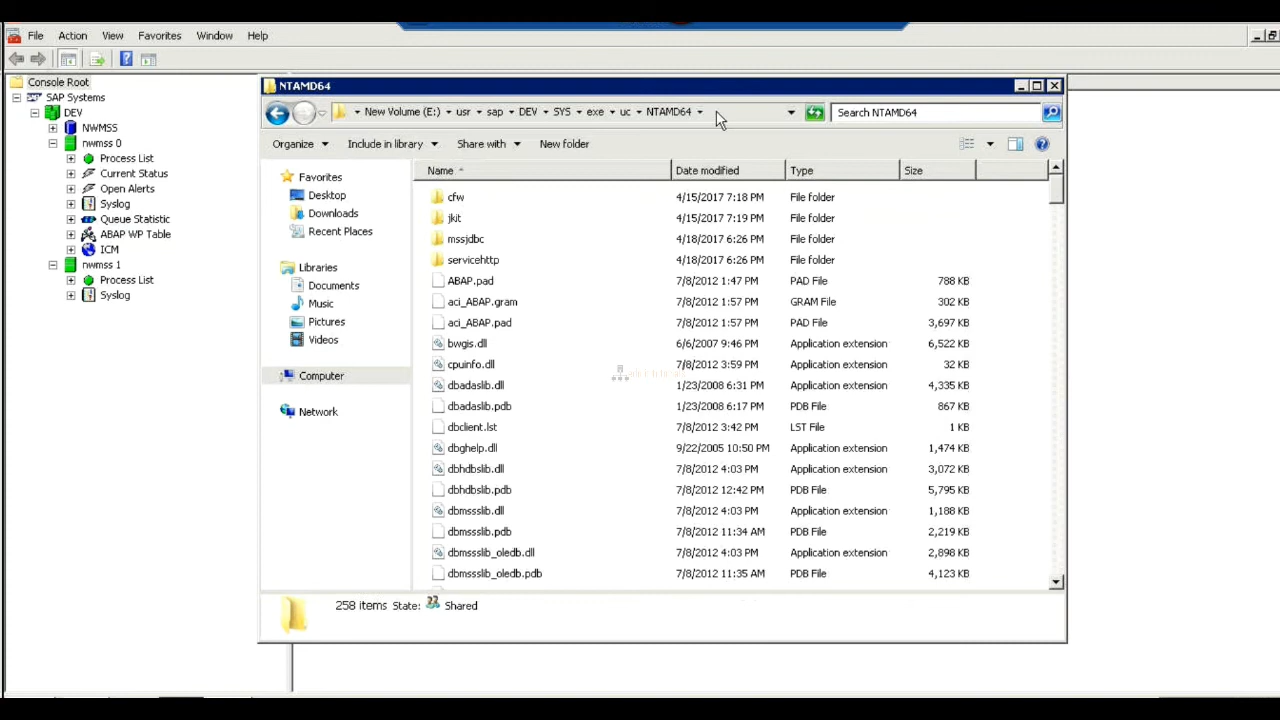 File Action View Favorites Window Help
Console Root
SAP Systems
DEV
NWMSS
nwmss 0
Process List
Current Status
Open Alerts
Syslog
Queue Statistic
ABAP WP Table
ICM
nwmss 1
Process List
Syslog
NTAMD64
New Volume (E:) usr sap DEV SYS exe uc NTAMD64 Search NTAMD64
Organize Include in library Share with New folder
Favorites
Desktop
Downloads
Recent Places
Libraries
Documents
Music
Pictures
Videos
Computer
Network
Name Date modified Type Size
cfw 4/15/2017 7:18 PM File folder
jkit 4/15/2017 7:19 PM File folder
mssjdbc 4/18/2017 6:26 PM File folder
servicehttp 4/18/2017 6:26 PM File folder
ABAP.pad 7/8/2012 1:47 PM PAD File 788 KB
aci_ABAP.gram 7/8/2012 1:57 PM GRAM File 302 KB
aci_ABAP.pad 7/8/2012 1:57 PM PAD File 3,697 KB
bwgis.dll 6/6/2007 9:46 PM Application extension 6,522 KB
cpuinfo.dll 7/8/2012 3:59 PM Application extension 32 KB
dbadaslib.dll 1/23/2008 6:31 PM Application extension 4,335 KB
dbadaslib.pdb 1/23/2008 6:17 PM PDB File 867 KB
dbclient.lst 7/8/2012 3:42 PM LST File 1 KB
dbghelp.dll 9/22/2005 10:50 PM Application extension 1,474 KB
dbhdbslib.dll 7/8/2012 4:03 PM Application extension 3,072 KB
dbhdbslib.pdb 7/8/2012 12:42 PM PDB File 5,795 KB
dbmssslib.dll 7/8/2012 4:03 PM Application extension 1,188 KB
dbmssslib.pdb 7/8/2012 11:34 AM PDB File 2,219 KB
dbmssslib_oledb.dll 7/8/2012 4:03 PM Application extension 2,898 KB
dbmssslib_oledb.pdb 7/8/2012 11:35 AM PDB File 4,123 KB
258 items State: Shared